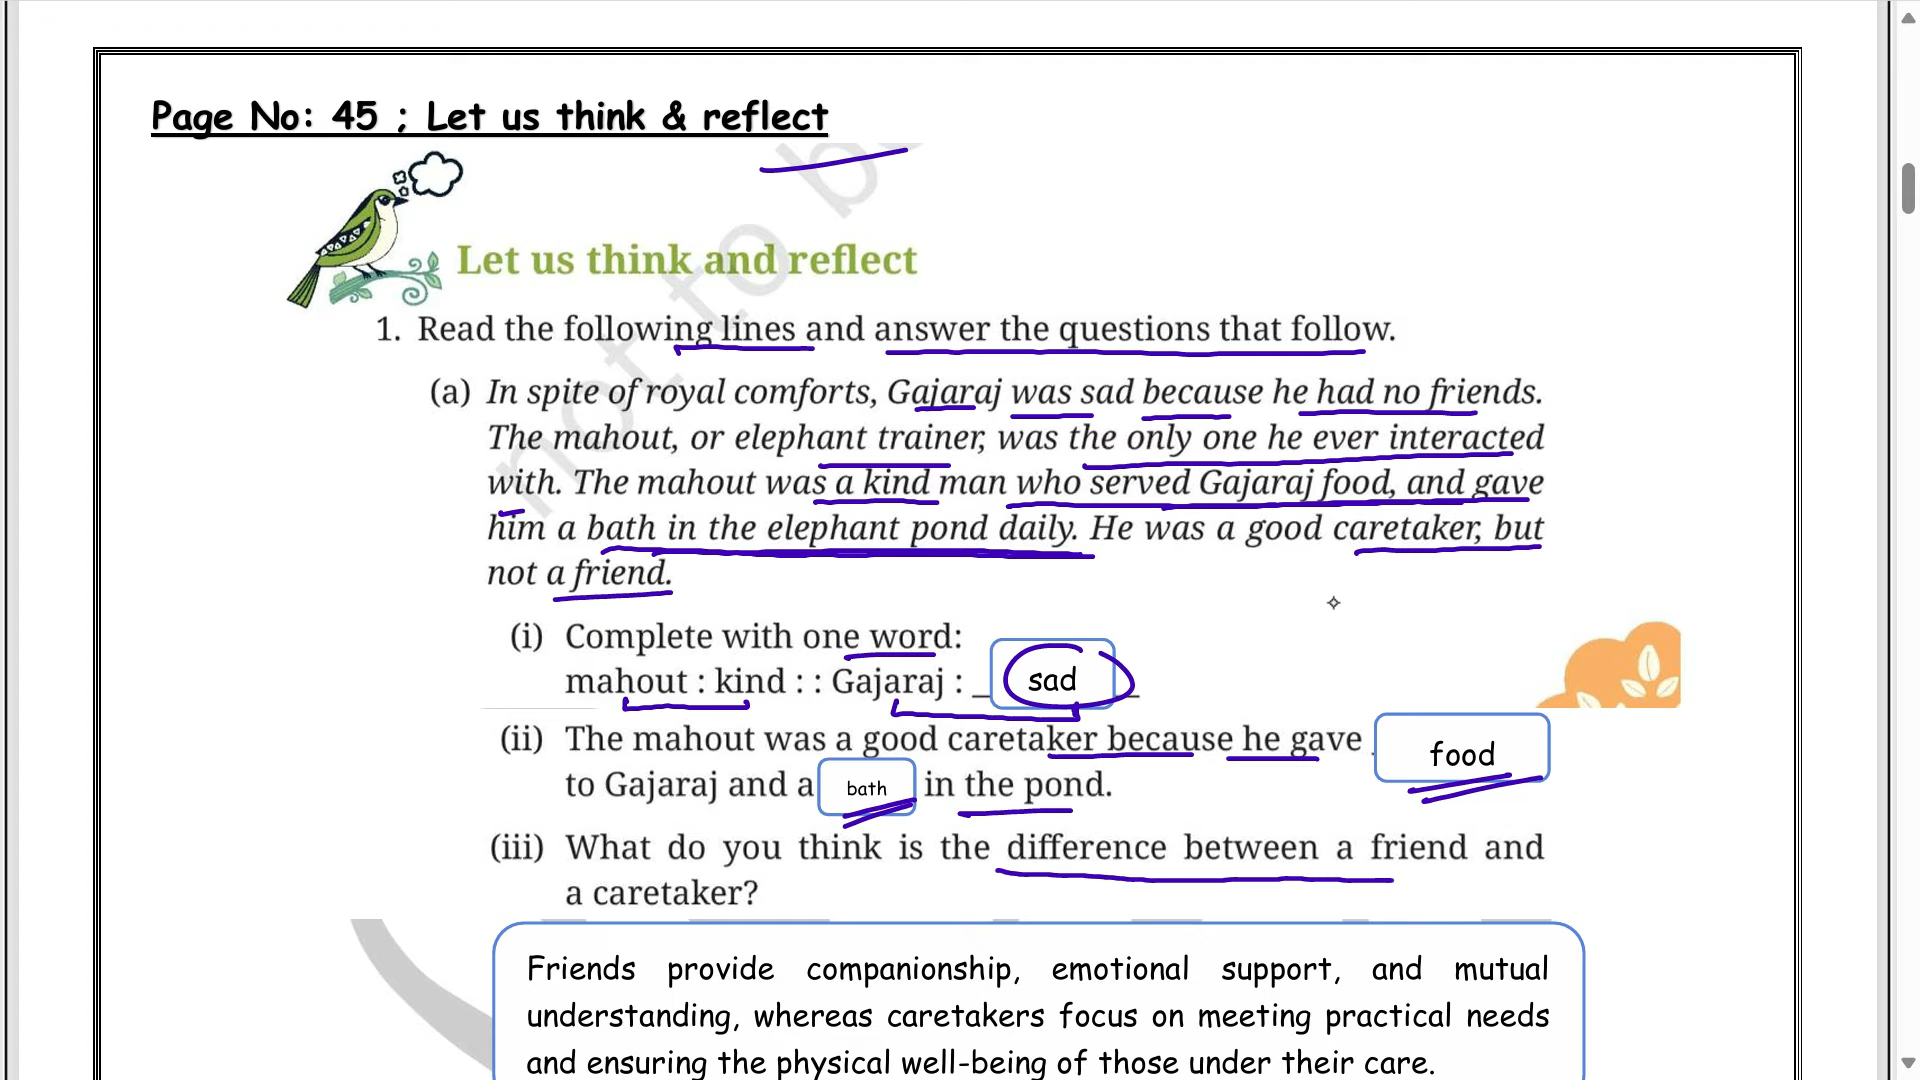 Page No: 45 ; Let us think & reflect
not to b
Let us think and reflect
1. Read the following lines and answer the questions that follow.
(a) In spite of royal comforts, Gajaraj was sad because he had no friends.
The mahout, or elephant trainer, was the only one he ever interacted
with. The mahout was a kind man who served Gajaraj food, and gave
him a bath in the elephant pond daily. He was a good caretaker, but
not a friend.
(i) Complete with one word:
mahout : kind : : Gajaraj : _ sad _
(ii) The mahout was a good caretaker because he gave food
to Gajaraj and a bath in the pond.
(iii) What do you think is the difference between a friend and
a caretaker?
Friends provide companionship, emotional support, and mutual
understanding, whereas caretakers focus on meeting practical needs
and ensuring the physical well-being of those under their care.